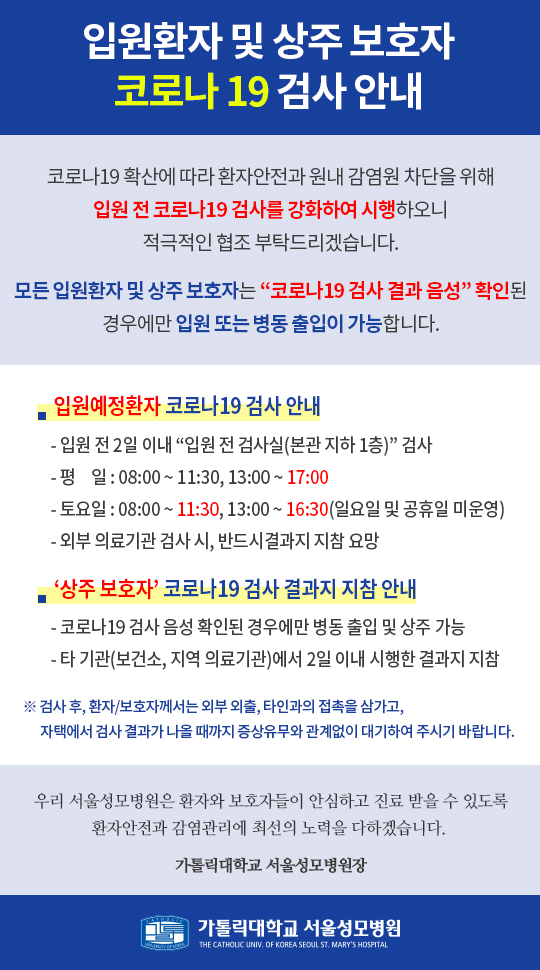 입원환자 및 상주 보호자
코로나 19 검사 안내
코로나19 확산에 따라 환자안전과 원내 감염원 차단을 위해
입원 전 코로나19 검사를 강화하여 시행하오니
적극적인 협조 부탁드리겠습니다.
모든 입원환자 및 상주 보호자는 “코로나19 검사 결과 음성” 확인된
경우에만 입원 또는 병동 출입이 가능합니다.
입원예정환자 코로나19 검사 안내
- 입원 전 2일 이내 “입원 전 검사실(본관 지하 1층)” 검사
- 평 일 : 08:00 ~ 11:30, 13:00 ~ 17:00
- 토요일 : 08:00 ~ 11:30, 13:00 ~ 16:30(일요일 및 공휴일 미운영)
- 외부 의료기관 검사 시, 반드시결과지 지참 요망
‘상주 보호자’ 코로나19 검사 결과지 지참 안내
- 코로나19 검사 음성 확인된 경우에만 병동 출입 및 상주 가능
- 타 기관(보건소, 지역 의료기관)에서 2일 이내 시행한 결과지 지참
※ 검사 후, 환자/보호자께서는 외부 외출, 타인과의 접촉을 삼가고,
자택에서 검사 결과가 나올 때까지 증상유무와 관계없이 대기하여 주시기 바랍니다.
우리 서울성모병원은 환자와 보호자들이 안심하고 진료 받을 수 있도록
환자안전과 감염관리에 최선의 노력을 다하겠습니다.
가톨릭대학교 서울성모병원장
가톨릭대학교 서울성모병원
THE CATHOLIC UNIV. OF KOREA SEOUL ST. MARY'S HOSPITAL